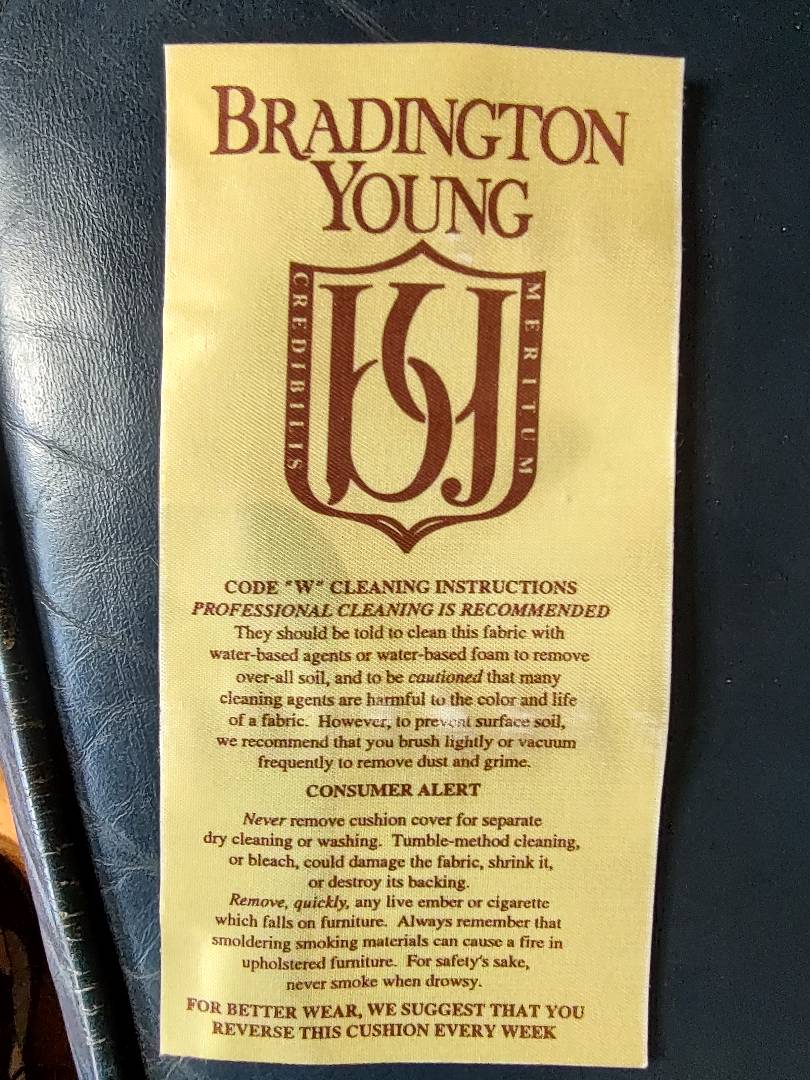 BRADINGTON
YOUNG
CREDIBILIS
MERITUM
by
CODE "W" CLEANING INSTRUCTIONS
PROFESSIONAL CLEANING IS RECOMMENDED
They should be told to clean this fabric with
water-based agents or water-based foam to remove
over-all soil, and to be cautioned that many
cleaning agents are harmful to the color and life
of a fabric. However, to prevent surface soil,
we recommend that you brush lightly or vacuum
frequently to remove dust and grime.
CONSUMER ALERT
Never remove cushion cover for separate
dry cleaning or washing. Tumble-method cleaning,
or bleach, could damage the fabric, shrink it,
or destroy its backing.
Remove, quickly, any live ember or cigarette
which falls on furniture. Always remember that
smoldering smoking materials can cause a fire in
upholstered furniture. For safety's sake,
never smoke when drowsy.
FOR BETTER WEAR, WE SUGGEST THAT YOU
REVERSE THIS CUSHION EVERY WEEK